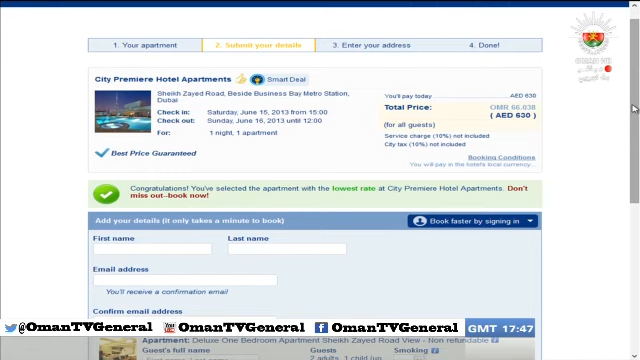 1. Your apartment
2. Submit your details
3. Enter your address
4. Done!
City Premiere Hotel Apartments
Smart Deal
Sheikh Zayed Road, Beside Business Bay Metro Station, Dubai
Check in: Saturday, June 15, 2013 from 15:00
Check out: Sunday, June 16, 2013 until 12:00
For: 1 night, 1 apartment
Best Price Guaranteed
You'll pay today AED 630
Total Price: OMR 66.038
( AED 630 )
(for all guests)
Service charge (10%) not included
City tax (10%) not included
Booking Conditions
You will pay in the hotel's local currency...
Congratulations! You've selected the apartment with the lowest rate at City Premiere Hotel Apartments. Don't
miss out--book now!
Add your details (it only takes a minute to book)
Book faster by signing in
First name
Last name
Email address
You'll receive a confirmation email
Confirm email address
@OmanTVGeneral
OmanTVGeneral
OmanTVGeneral
GMT 17:47
Apartment: Deluxe One Bedroom Apartment Sheikh Zayed Road View - Non refundable
Guest's full name
Guests
Smoking
2 adults, 1 child (up